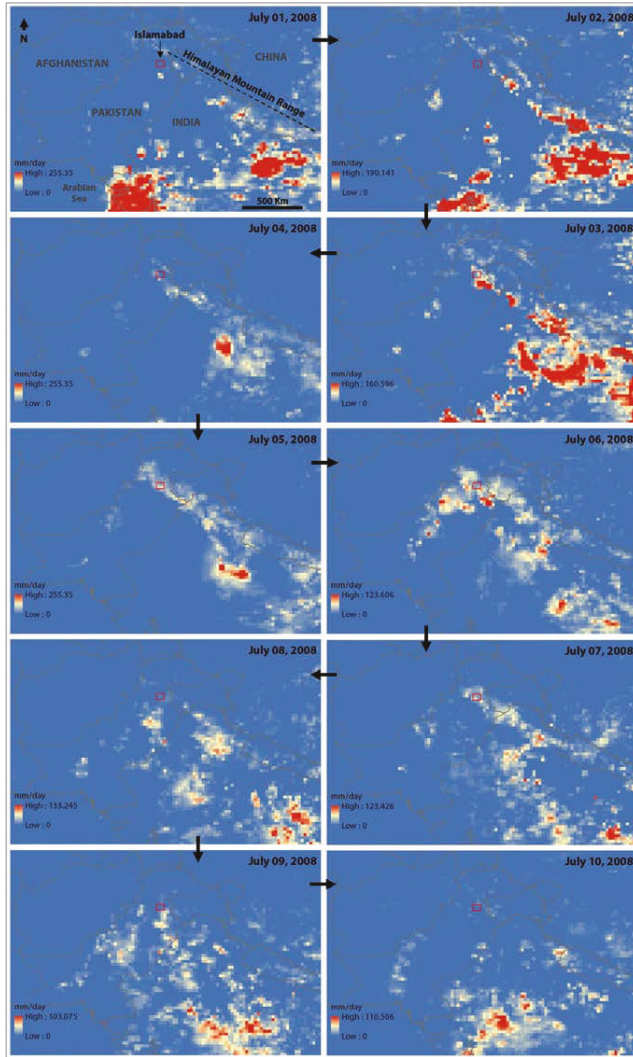 July 01, 2008
N
Islamabad
AFGHANISTAN
CHINA
Himalayan Mountain Range
PAKISTAN
INDIA
mm/day
High : 255.35
Low : 0
Arabian
Sea
500 Km
July 02, 2008
mm/day
High : 190.141
Low : 0
July 04, 2008
mm/day
High : 255.35
Low : 0
July 03, 2008
mm/day
High : 160.596
Low : 0
July 05, 2008
mm/day
High : 255.35
Low : 0
July 06, 2008
mm/day
High : 123.606
Low : 0
July 08, 2008
mm/day
High : 133.245
Low : 0
July 07, 2008
mm/day
High : 123.426
Low : 0
July 09, 2008
mm/day
High : 103.075
Low : 0
July 10, 2008
mm/day
High : 110.506
Low : 0